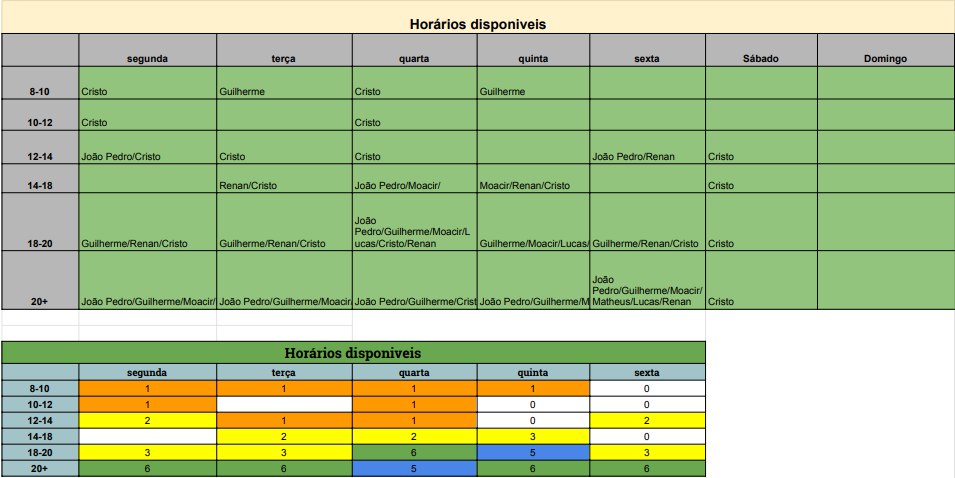 Horários disponiveis
segunda terça quarta quinta sexta Sábado Domingo
8-10 Cristo Guilherme Cristo Guilherme
10-12 Cristo Cristo
12-14 João Pedro/Cristo Cristo Cristo João Pedro/Renan Cristo
14-18 Renan/Cristo João Pedro/Moacir/ Moacir/Renan/Cristo Cristo
João
Pedro/Guilherme/Moacir/L
18-20 Guilherme/Renan/Cristo Guilherme/Renan/Cristo ucas/Cristo/Renan Guilherme/Moacir/Lucas/ Guilherme/Renan/Cristo Cristo
João
Pedro/Guilherme/Moacir/
20+ João Pedro/Guilherme/Moacir/ João Pedro/Guilherme/Moacir João Pedro/Guilherme/Crist João Pedro/Guilherme/M Matheus/Lucas/Renan Cristo
Horários disponiveis
segunda terça quarta quinta sexta
8-10 1 1 1 1 0
10-12 1 1 0 0
12-14 2 1 1 0 2
14-18 2 2 3 0
18-20 3 3 6 5 3
20+ 6 6 5 6 6